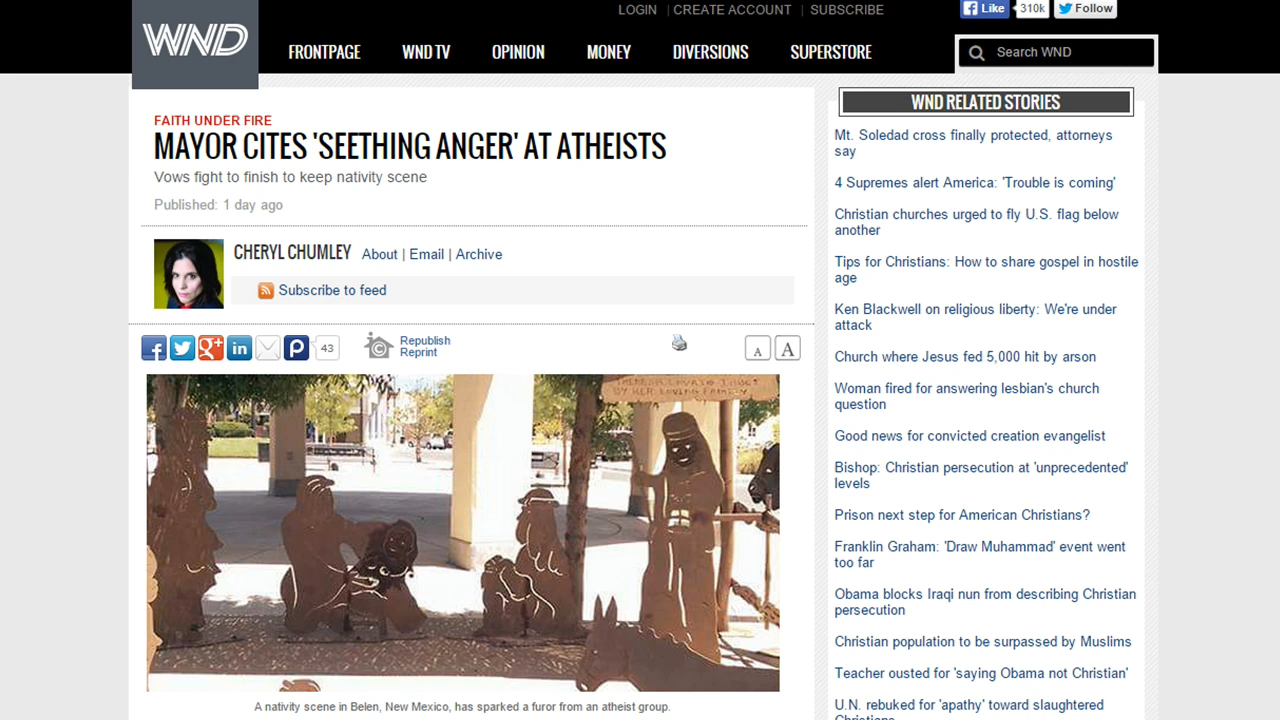 LOGIN | CREATE ACCOUNT | SUBSCRIBE
Like 310k Follow
WND
FRONTPAGE WND TV OPINION MONEY DIVERSIONS SUPERSTORE
Search WND
FAITH UNDER FIRE
MAYOR CITES 'SEETHING ANGER' AT ATHEISTS
Vows fight to finish to keep nativity scene
Published: 1 day ago
CHERYL CHUMLEY About | Email | Archive
Subscribe to feed
43
Republish
Reprint
A A
BY HER LOVING FAMILY
A nativity scene in Belen, New Mexico, has sparked a furor from an atheist group.
WND RELATED STORIES
Mt. Soledad cross finally protected, attorneys
say
4 Supremes alert America: 'Trouble is coming'
Christian churches urged to fly U.S. flag below
another
Tips for Christians: How to share gospel in hostile
age
Ken Blackwell on religious liberty: We're under
attack
Church where Jesus fed 5,000 hit by arson
Woman fired for answering lesbian's church
question
Good news for convicted creation evangelist
Bishop: Christian persecution at 'unprecedented'
levels
Prison next step for American Christians?
Franklin Graham: 'Draw Muhammad' event went
too far
Obama blocks Iraqi nun from describing Christian
persecution
Christian population to be surpassed by Muslims
Teacher ousted for 'saying Obama not Christian'
U.N. rebuked for 'apathy' toward slaughtered
Christians